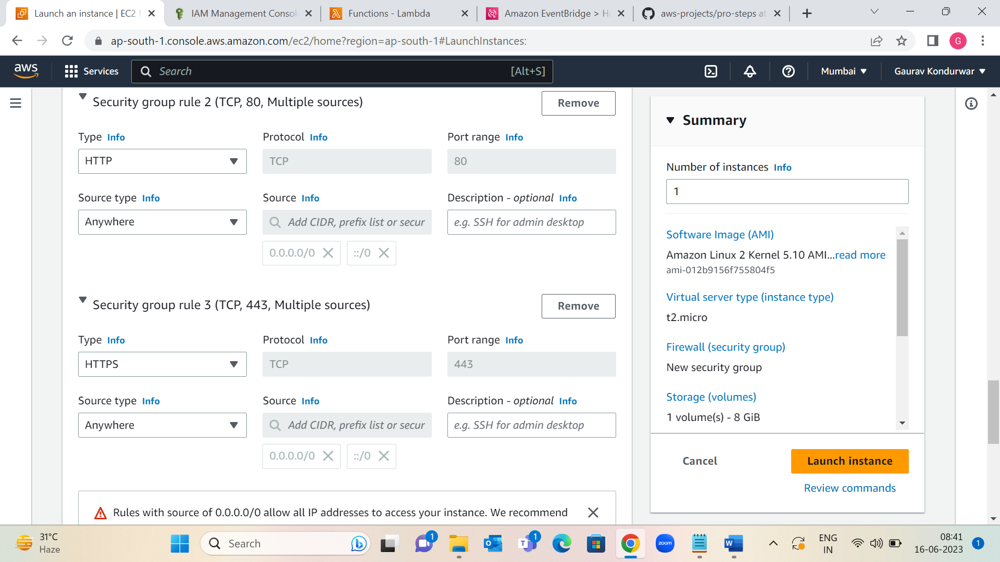 Launch an instance | EC2
IAM Management Consol
Functions - Lambda
Amazon EventBridge > H
aws-projects/pro-steps at
ap-south-1.console.aws.amazon.com/ec2/home?region=ap-south-1#LaunchInstances:
G
aws
Services
Search
[Alt+S]
Mumbai
Gaurav Kondurwar
Security group rule 2 (TCP, 80, Multiple sources)
Remove
Type Info
Protocol Info
Port range Info
HTTP
TCP
80
Source type Info
Source Info
Description - optional Info
Anywhere
Add CIDR, prefix list or secur
e.g. SSH for admin desktop
0.0.0.0/0
::/0
Security group rule 3 (TCP, 443, Multiple sources)
Remove
Type Info
Protocol Info
Port range Info
HTTPS
TCP
443
Source type Info
Source Info
Description - optional Info
Anywhere
Add CIDR, prefix list or secur
e.g. SSH for admin desktop
0.0.0.0/0
::/0
Rules with source of 0.0.0.0/0 allow all IP addresses to access your instance. We recommend
Summary
Number of instances Info
1
Software Image (AMI)
Amazon Linux 2 Kernel 5.10 AMI...read more
ami-012b9156f755804f5
Virtual server type (instance type)
t2.micro
Firewall (security group)
New security group
Storage (volumes)
1 volume(s) - 8 GiB
Cancel
Launch instance
Review commands
31°C
Haze
Search
1
1
zoom
ENG
IN
08:41
16-06-2023
1